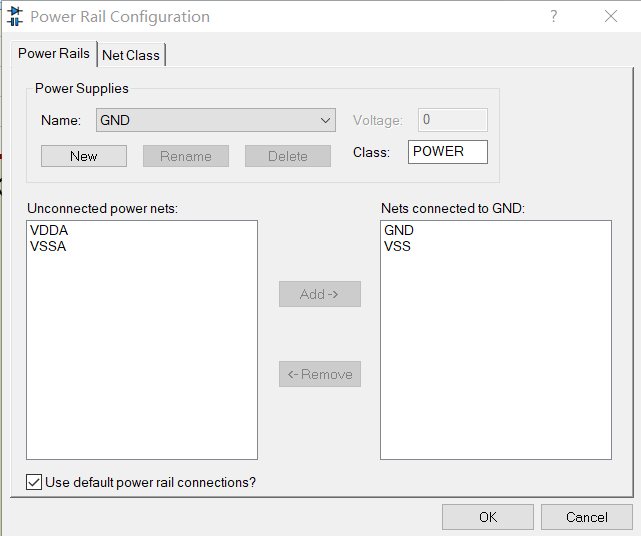 Power Rail Configuration ?
Power Rails Net Class
Power Supplies
Name: GND Voltage: 0
New Rename Delete Class: POWER
Unconnected power nets: Nets connected to GND:
VDDA GND
VSSA VSS
Add ->
<- Remove
Use default power rail connections?
OK Cancel